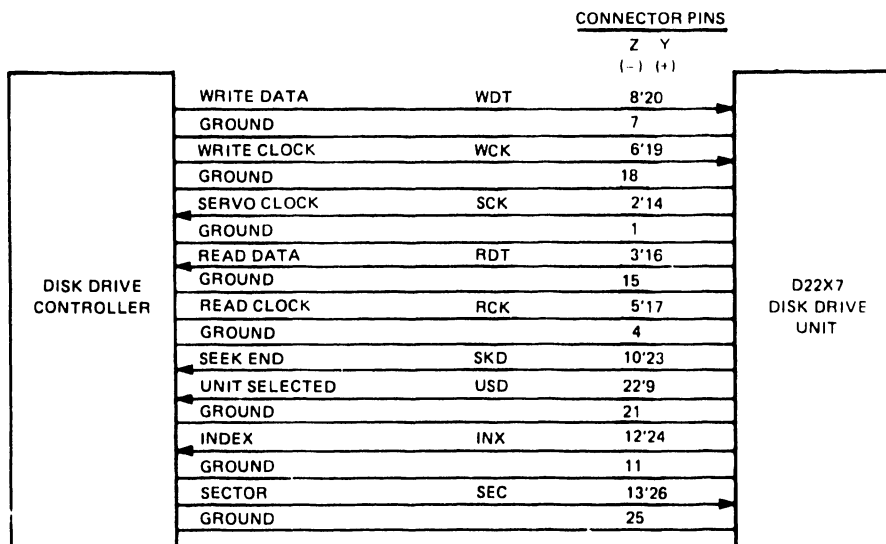 CONNECTOR PINS
Z Y
(–) (+)
WRITE DATA WDT 8'20
GROUND 7
WRITE CLOCK WCK 6'19
GROUND 18
SERVO CLOCK SCK 2'14
GROUND 1
READ DATA RDT 3'16
GROUND 15
READ CLOCK RCK 5'17
GROUND 4
SEEK END SKD 10'23
UNIT SELECTED USD 22'9
GROUND 21
INDEX INX 12'24
GROUND 11
SECTOR SEC 13'26
GROUND 25
DISK DRIVE
CONTROLLER
D22X7
DISK DRIVE
UNIT